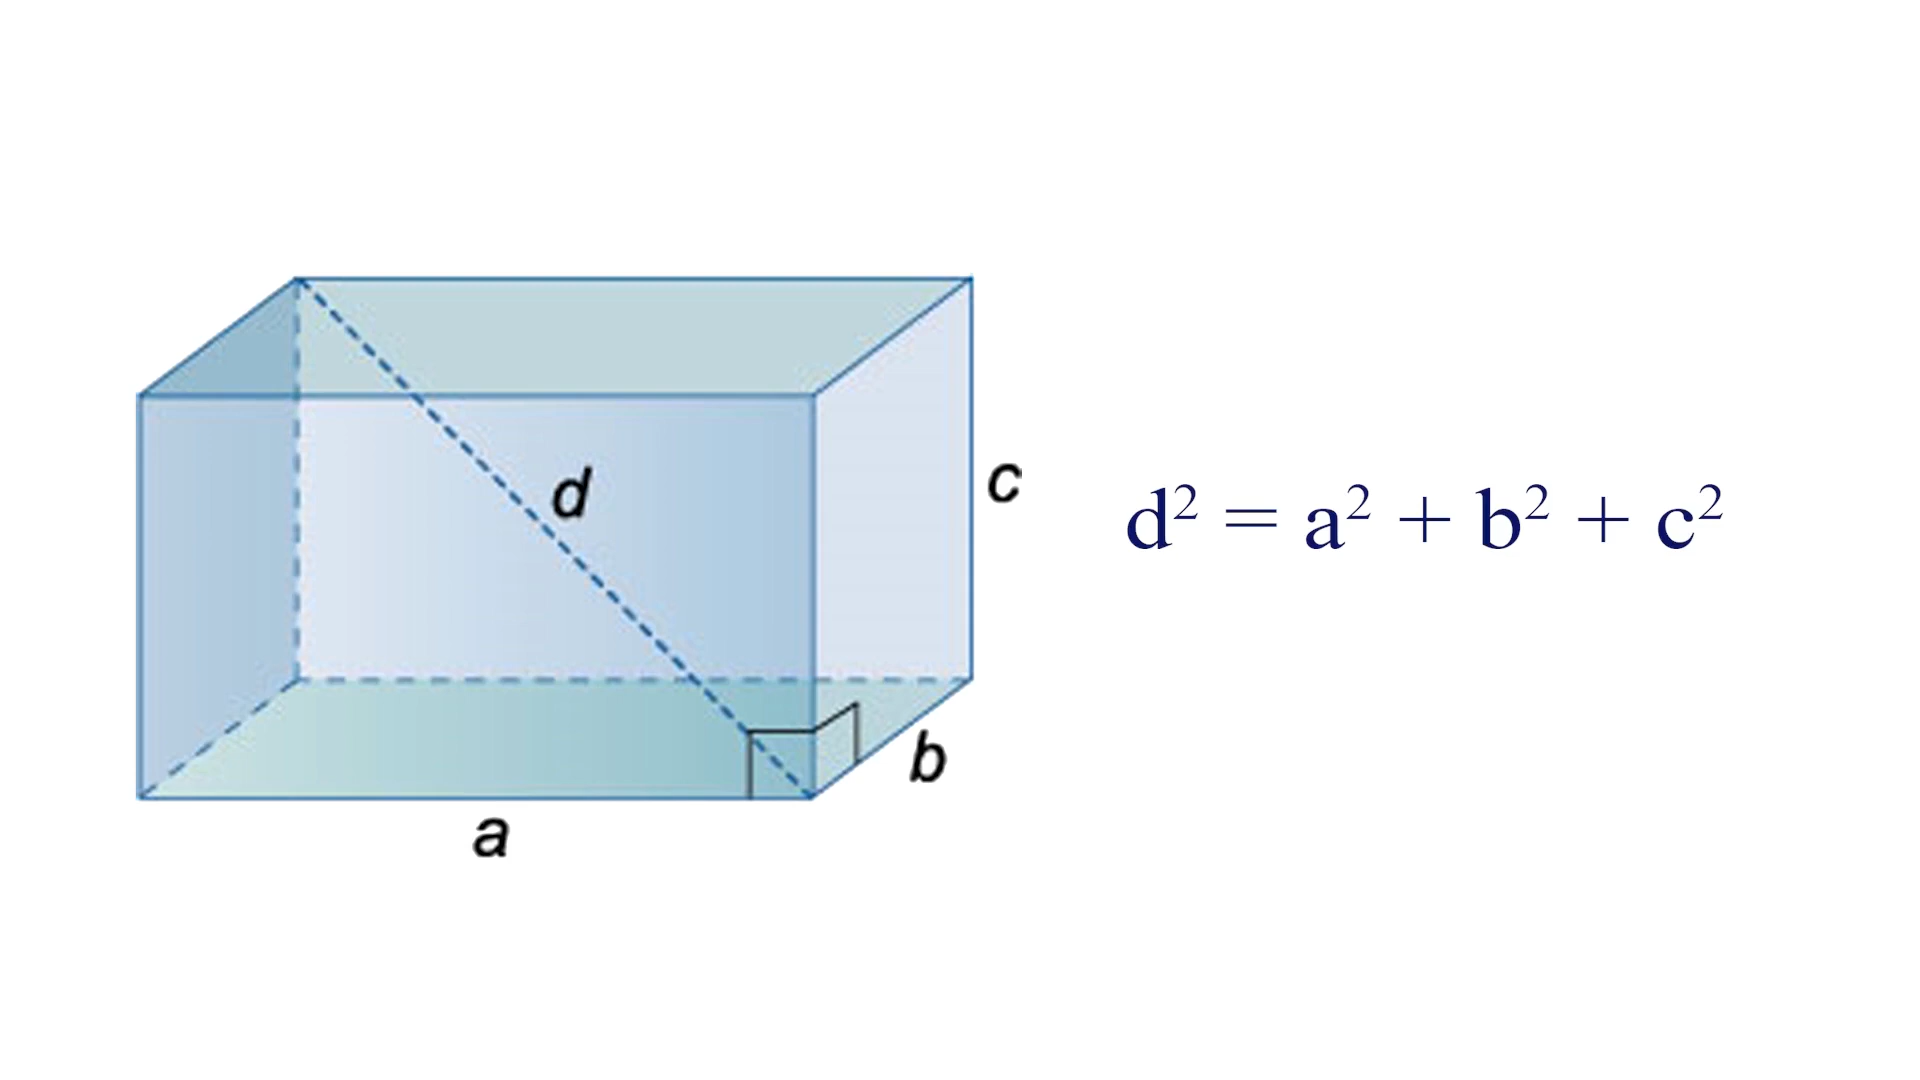 d
c
d² = a² + b² + c²
b
a